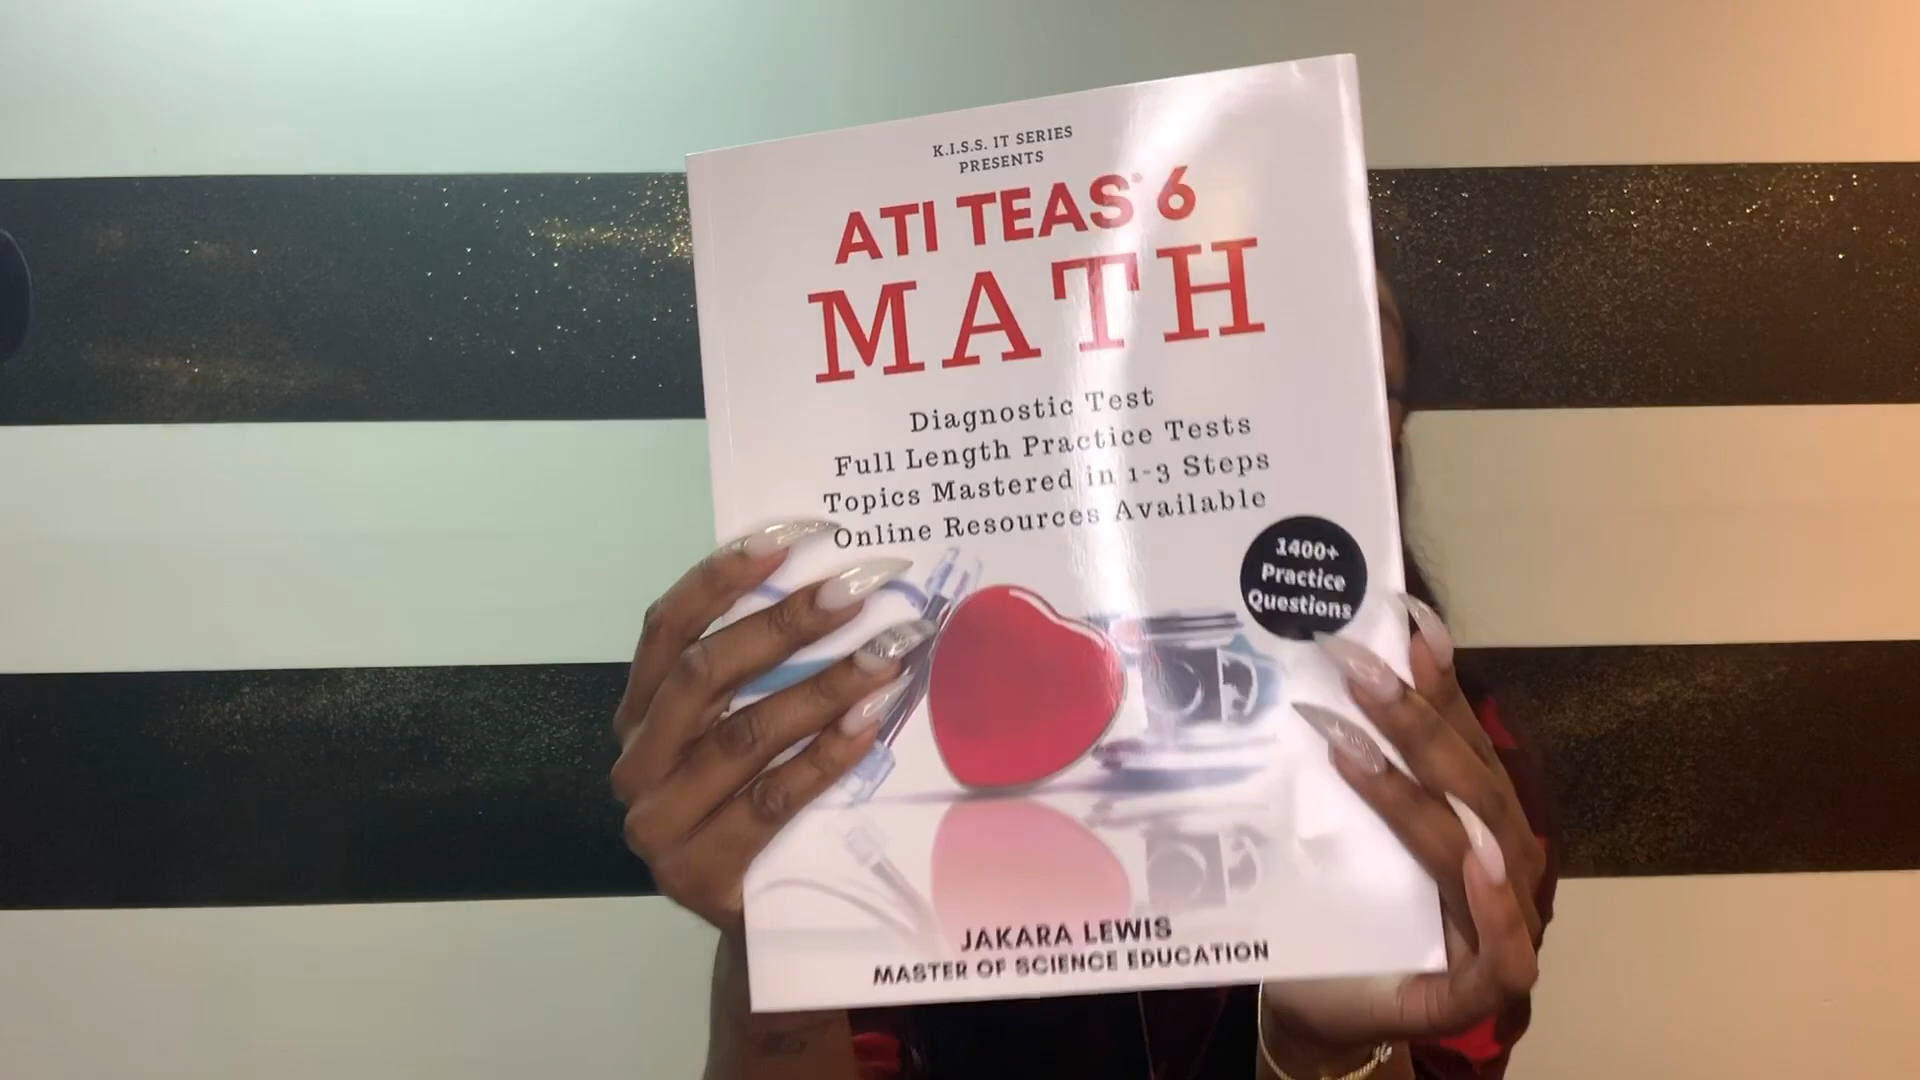 K.I.S.S. IT SERIES
PRESENTS
ATI TEAS® 6
MATH
Diagnostic Test
Full Length Practice Tests
Topics Mastered in 1-3 Steps
Online Resources Available
1400+
Practice
Questions
JAKARA LEWIS
MASTER OF SCIENCE EDUCATION